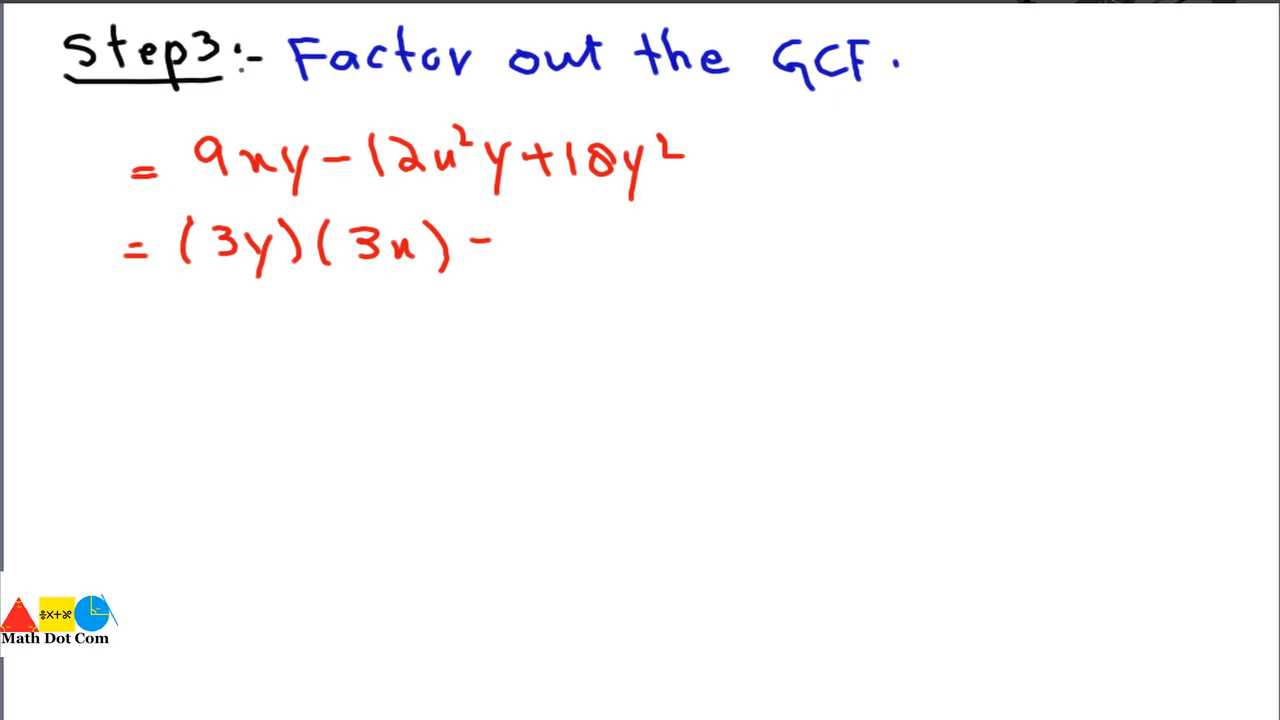 Step3:- Factor out the GCF.
= 9xy - 12x²y + 18y²
= (3y)(3x) -
÷×+%
Math Dot Com